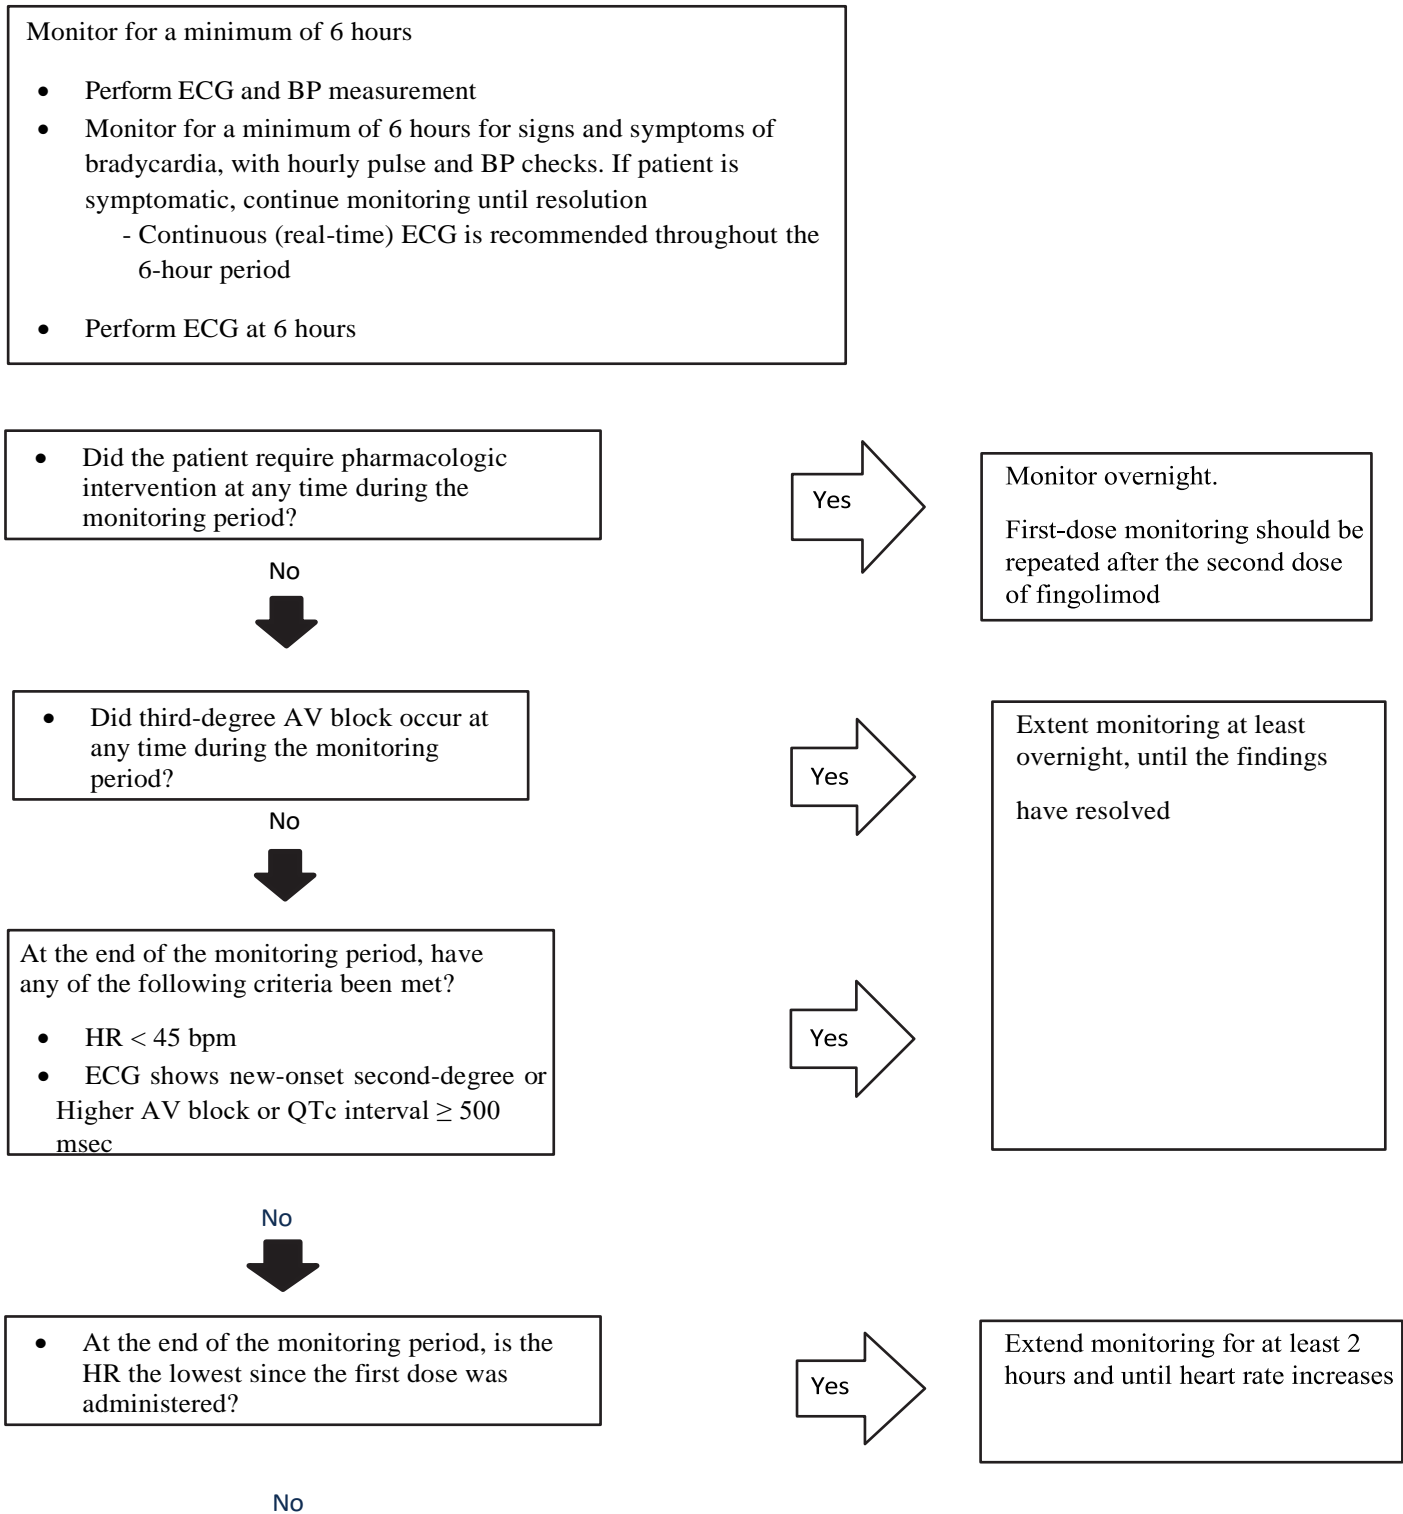 Monitor for a minimum of 6 hours
• Perform ECG and BP measurement
• Monitor for a minimum of 6 hours for signs and symptoms of
bradycardia, with hourly pulse and BP checks. If patient is
symptomatic, continue monitoring until resolution
- Continuous (real-time) ECG is recommended throughout the
6-hour period
• Perform ECG at 6 hours
• Did the patient require pharmacologic
intervention at any time during the
monitoring period?
Yes
Monitor overnight.
First-dose monitoring should be
repeated after the second dose
of fingolimod
No
• Did third-degree AV block occur at
any time during the monitoring
period?
Yes
Extent monitoring at least
overnight, until the findings
have resolved
No
At the end of the monitoring period, have
any of the following criteria been met?
• HR < 45 bpm
• ECG shows new-onset second-degree or
Higher AV block or QTc interval ≥ 500
msec
Yes
No
• At the end of the monitoring period, is the
HR the lowest since the first dose was
administered?
Yes
Extend monitoring for at least 2
hours and until heart rate increases
No